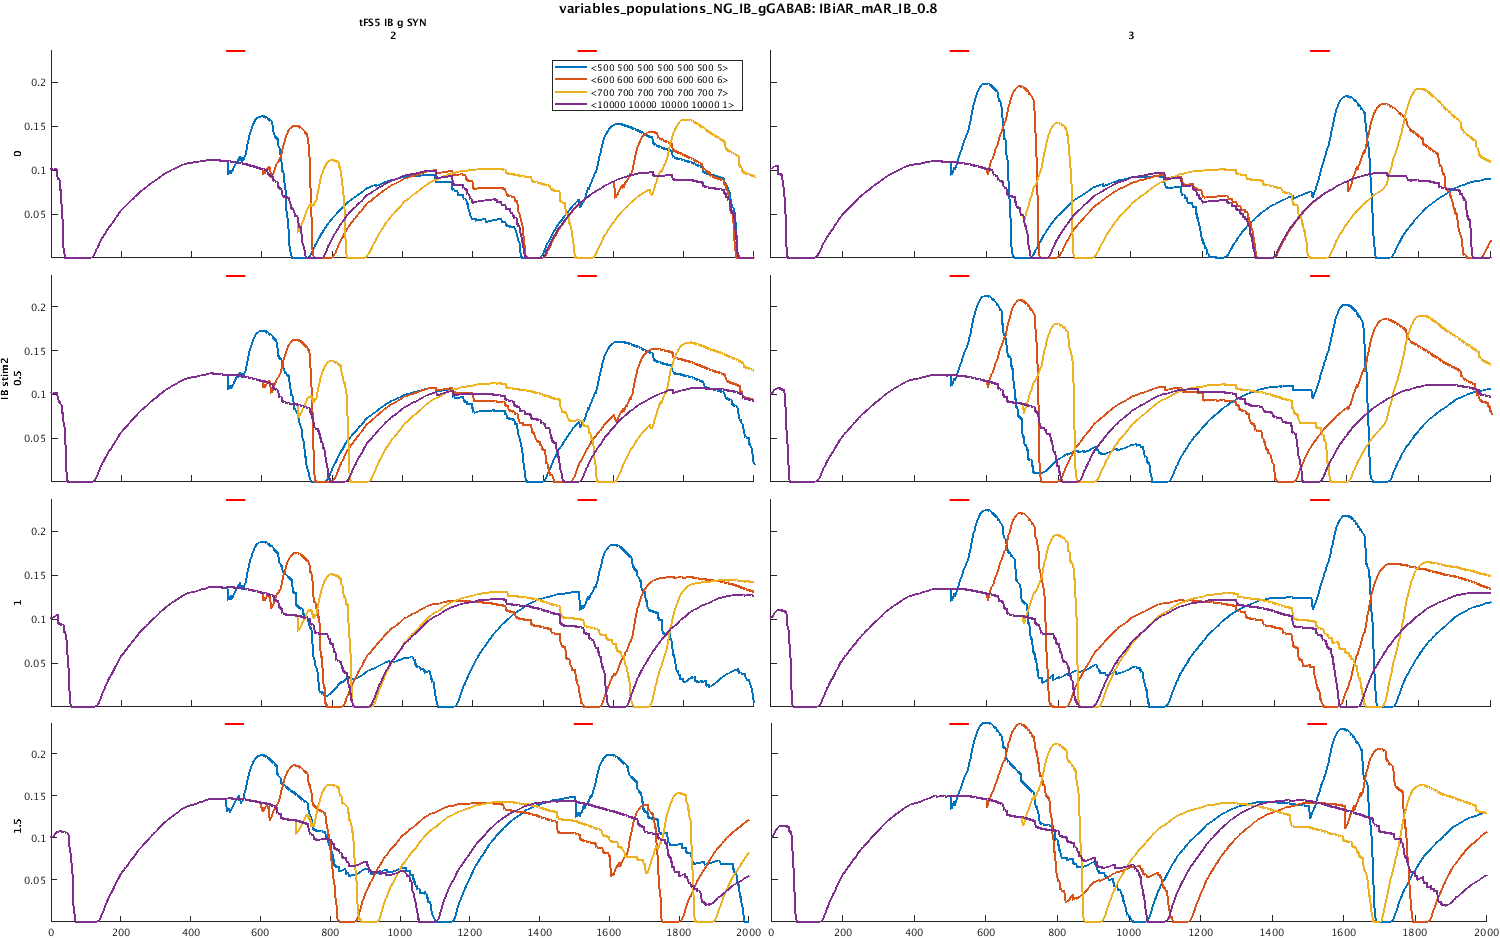 variables_populations_NG_IB_gGABAB: IBiAR_mAR_IB_0.8
tFS5 IB g SYN
2
3
<500 500 500 500 500 500 5>
<600 600 600 600 600 600 6>
<700 700 700 700 700 700 7>
<10000 10000 10000 10000 1>
0.2
0.15
0.1
0.05
0
0.2
0.15
0.1
0.05
IB stim2
0.5
0.2
0.15
0.1
0.05
1
0.2
0.15
0.1
0.05
1.5
0 200 400 600 800 1000 1200 1400 1600 1800 2000
0 200 400 600 800 1000 1200 1400 1600 1800 2000